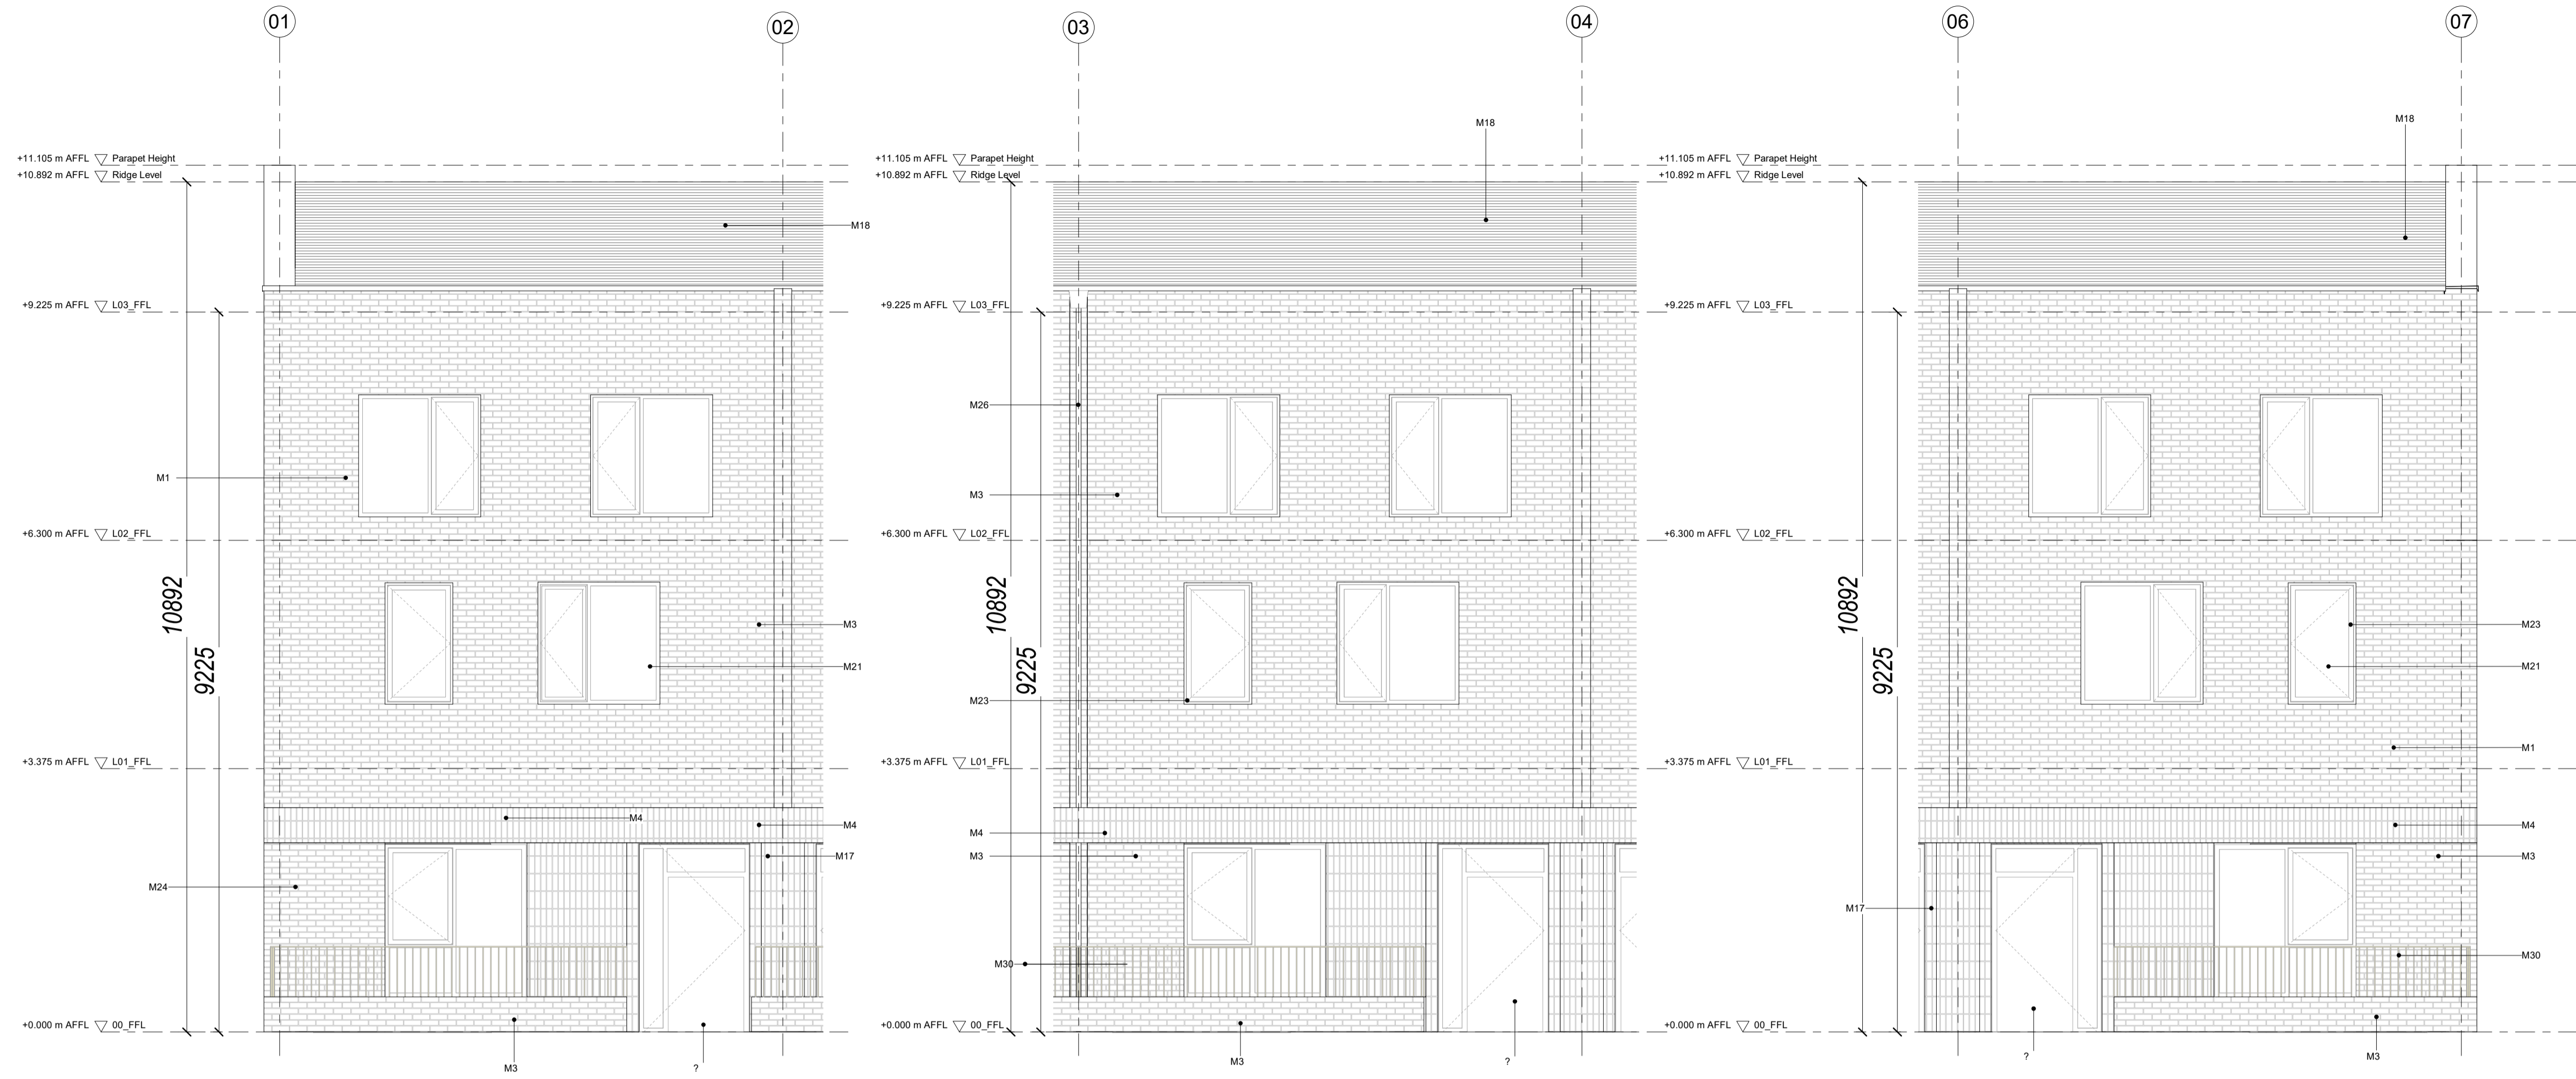 01
02
03
04
06
07
M18
M18
+11.105 m AFFL Parapet Height
+10.892 m AFFL Ridge Level
+11.105 m AFFL Parapet Height
+10.892 m AFFL Ridge Level
+11.105 m AFFL Parapet Height
+10.892 m AFFL Ridge Level
M18
+9.225 m AFFL L03_FFL
+9.225 m AFFL L03_FFL
+9.225 m AFFL L03_FFL
M26
M1
M3
+6.300 m AFFL L02_FFL
+6.300 m AFFL L02_FFL
+6.300 m AFFL L02_FFL
10892
10892
10892
M3
M23
9225
9225
9225
M21
M21
M23
M1
+3.375 m AFFL L01_FFL
+3.375 m AFFL L01_FFL
+3.375 m AFFL L01_FFL
M4
M4
M4
M4
M17
M3
M3
M24
M17
M30
M30
+0.000 m AFFL 00_FFL
+0.000 m AFFL 00_FFL
+0.000 m AFFL 00_FFL
M3
?
M3
?
?
M3